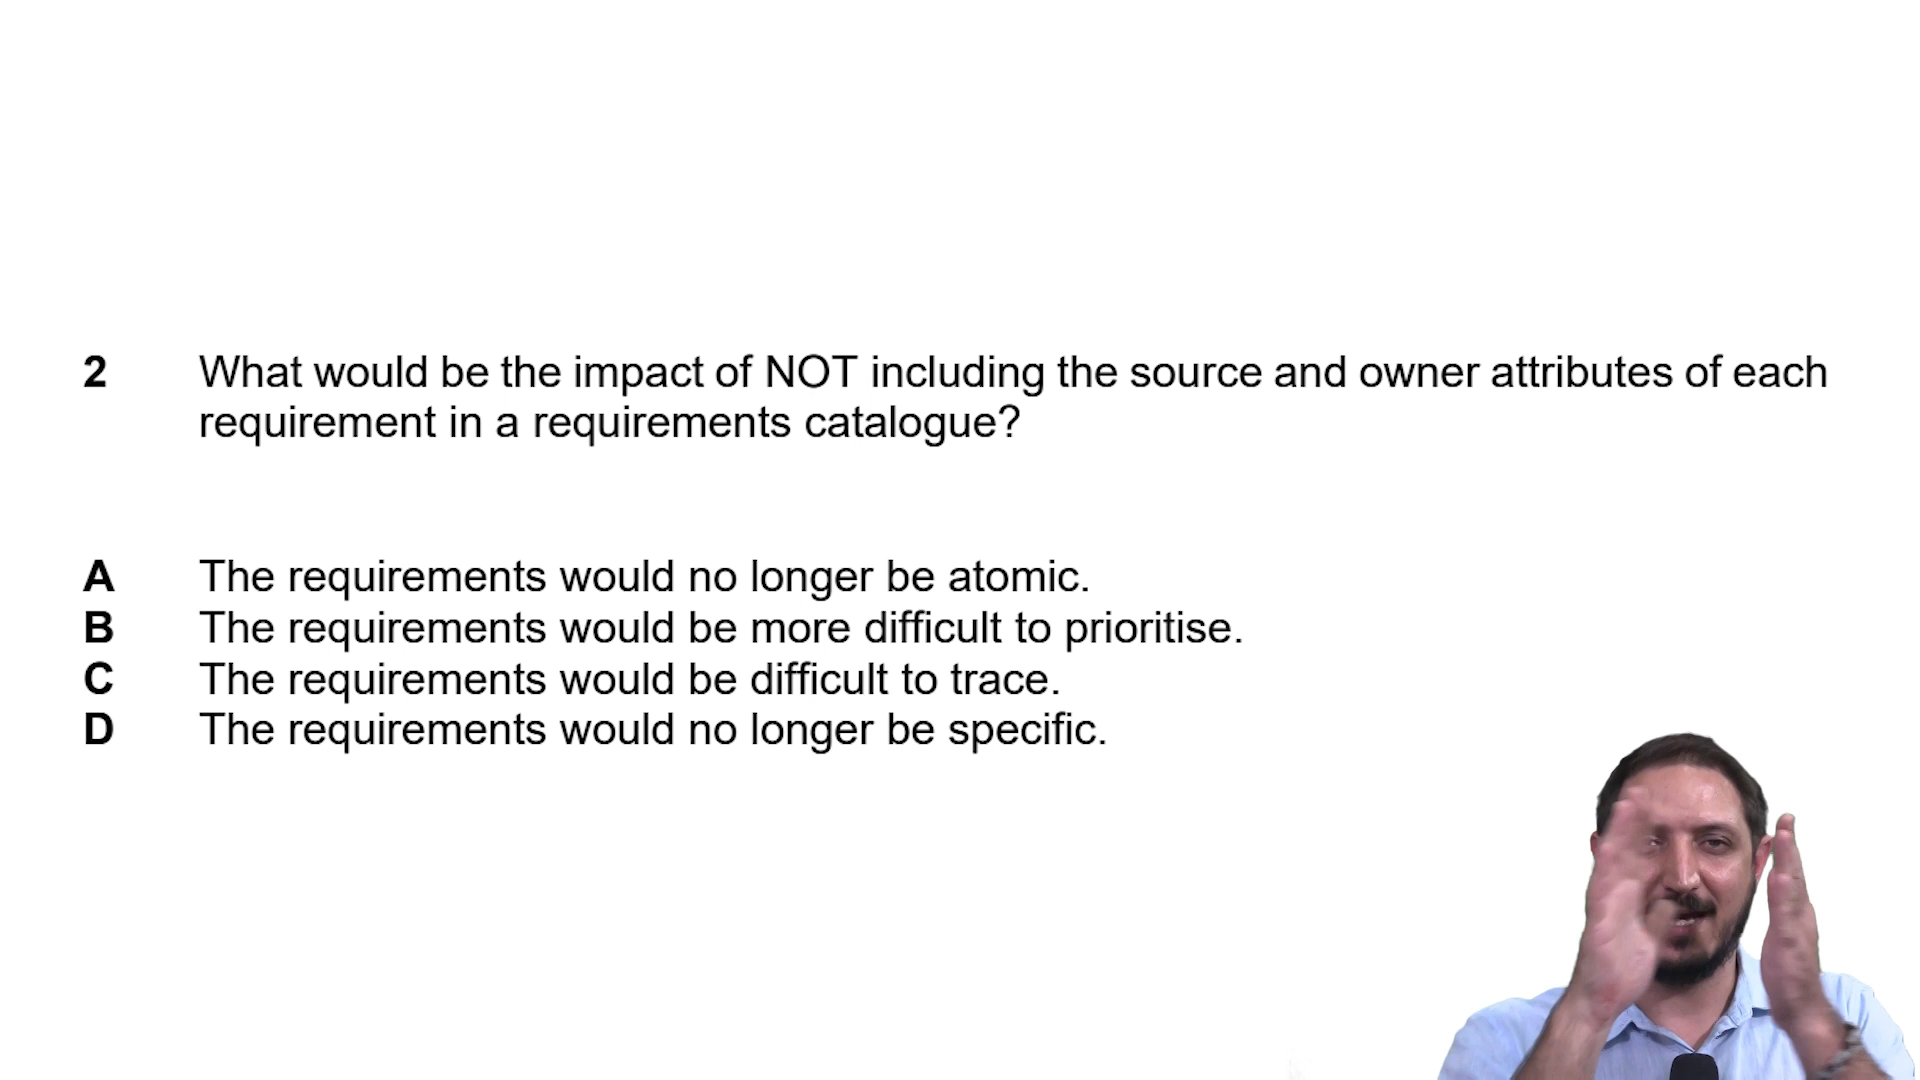 2 What would be the impact of NOT including the source and owner attributes of each
requirement in a requirements catalogue?
A The requirements would no longer be atomic.
B The requirements would be more difficult to prioritise.
C The requirements would be difficult to trace.
D The requirements would no longer be specific.